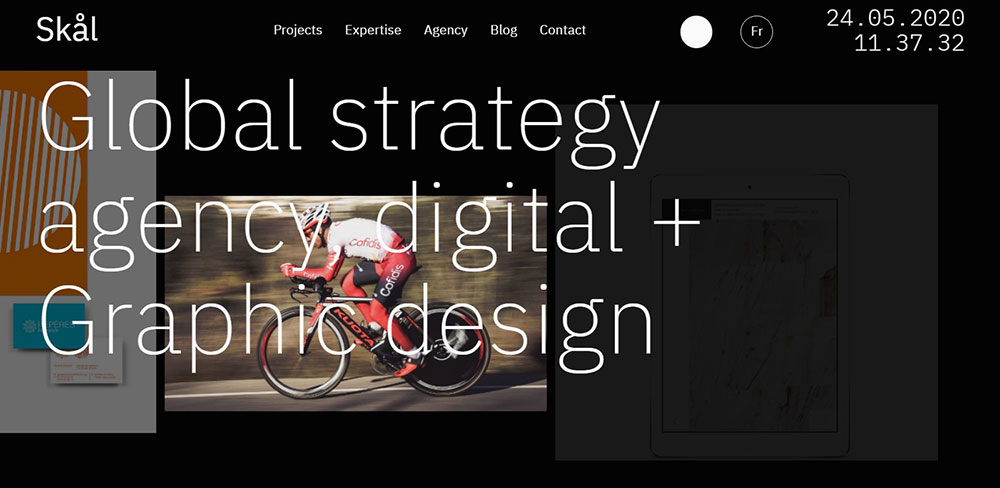 Skål
Projects Expertise Agency Blog Contact
Fr
24.05.2020
11.37.32
Global strategy
agency, digital +
Graphic design
Cofidis
Cofidis
KUOTA